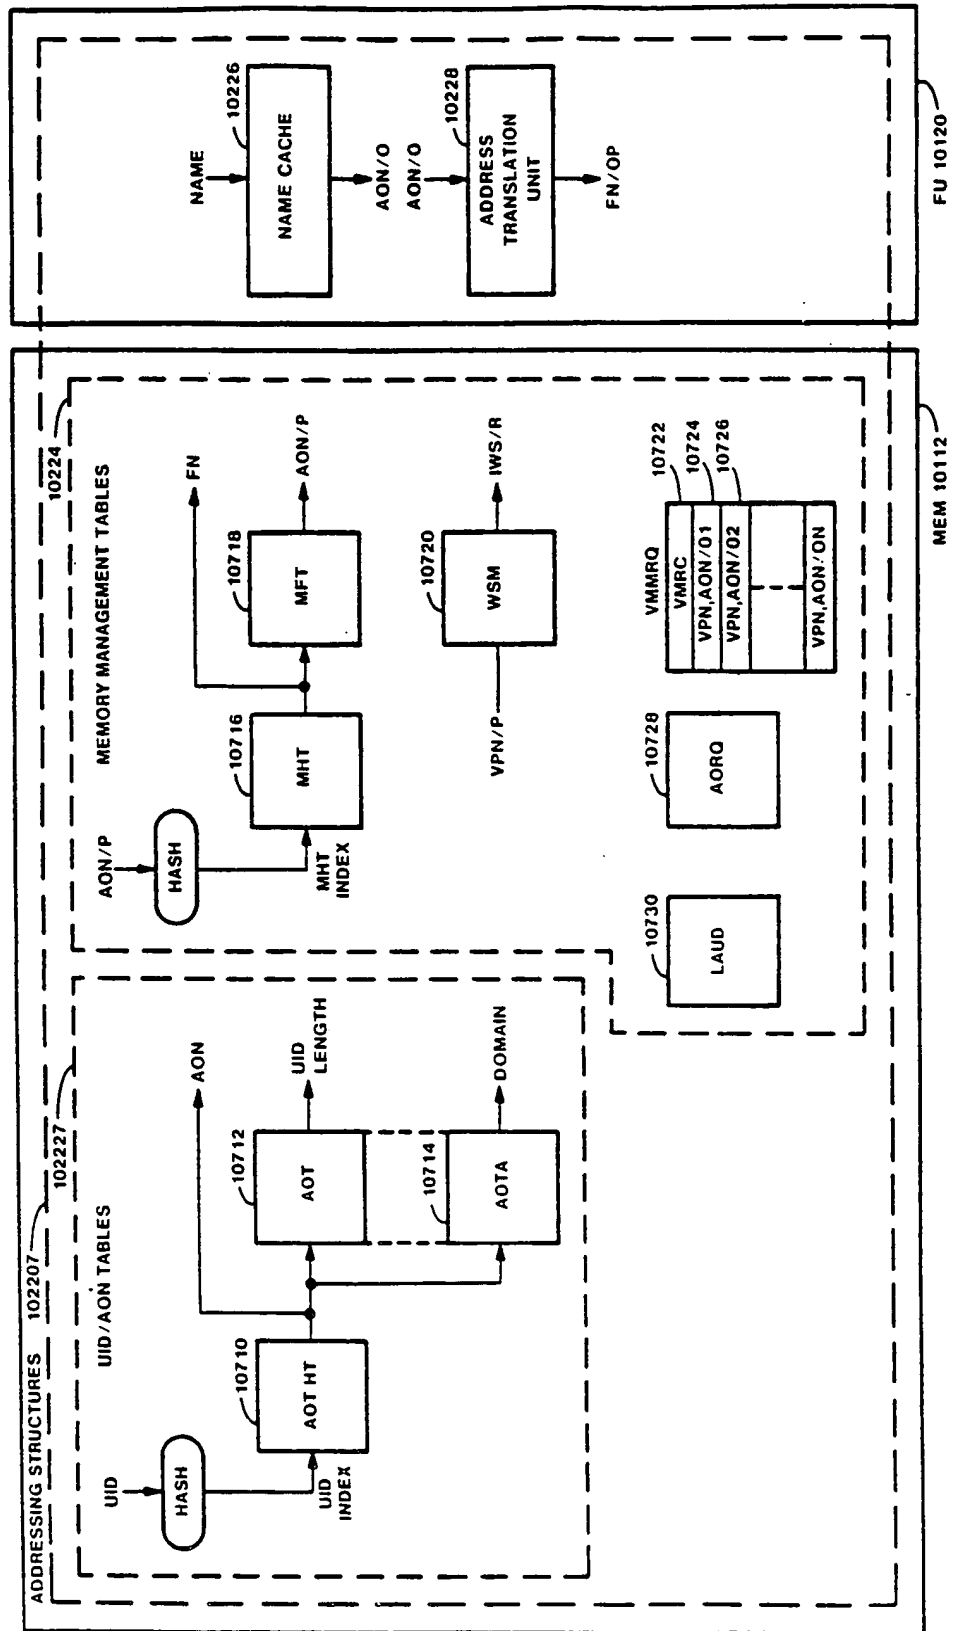 ADDRESSING STRUCTURES 102207
102227
UID/AON TABLES
UID
HASH
UID
INDEX
10710
AOT HT
AON
10712
AOT
UID
LENGTH
10714
AOTA
DOMAIN
10224
MEMORY MANAGEMENT TABLES
AON/P
HASH
MHT
INDEX
10716
MHT
FN
10718
MFT
AON/P
VPN/P
10720
WSM
IWS/R
10730
LAUD
10728
AORQ
VMMRQ
VMRC
10722
VPN,AON/01
10724
VPN,AON/02
10726
VPN,AON/ON
MEM 10112
NAME
10226
NAME CACHE
AON/O
AON/O
10228
ADDRESS
TRANSLATION
UNIT
FN/OP
FU 10120